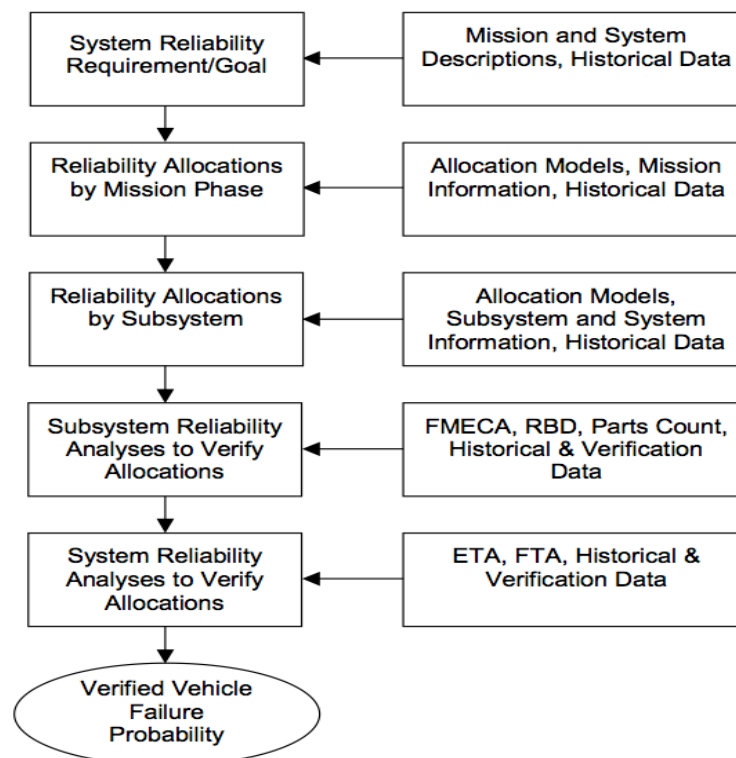 System Reliability
Requirement/Goal
Mission and System
Descriptions, Historical Data
Reliability Allocations
by Mission Phase
Allocation Models, Mission
Information, Historical Data
Reliability Allocations
by Subsystem
Allocation Models,
Subsystem and System
Information, Historical Data
Subsystem Reliability
Analyses to Verify
Allocations
FMECA, RBD, Parts Count,
Historical & Verification
Data
System Reliability
Analyses to Verify
Allocations
ETA, FTA, Historical &
Verification Data
Verified Vehicle
Failure
Probability